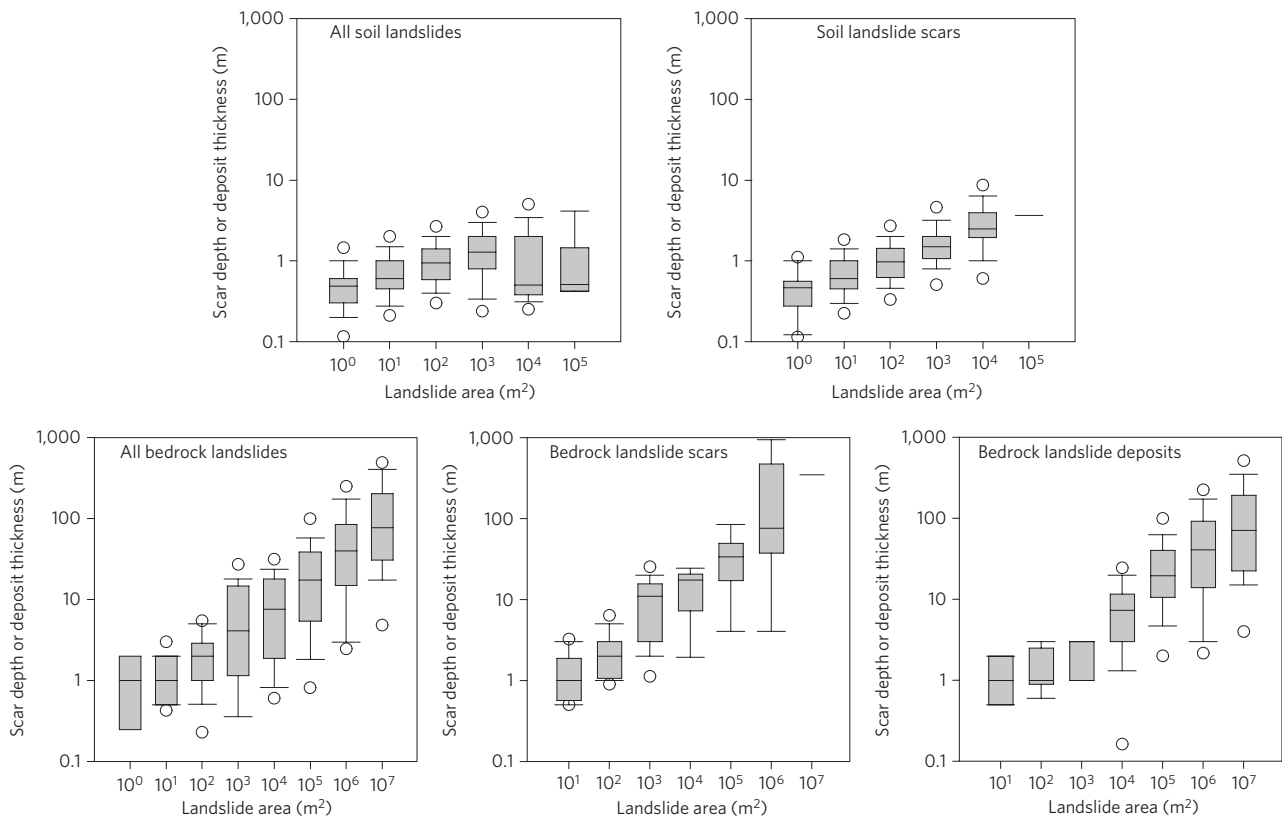 All soil landslides
Scar depth or deposit thickness (m)
1,000
100
10
1
0.1
10⁰ 10¹ 10² 10³ 10⁴ 10⁵
Landslide area (m²)
Soil landslide scars
Scar depth or deposit thickness (m)
1,000
100
10
1
0.1
10⁰ 10¹ 10² 10³ 10⁴ 10⁵
Landslide area (m²)
All bedrock landslides
Scar depth or deposit thickness (m)
1,000
100
10
1
0.1
10⁰ 10¹ 10² 10³ 10⁴ 10⁵ 10⁶ 10⁷
Landslide area (m²)
Bedrock landslide scars
Scar depth or deposit thickness (m)
1,000
100
10
1
0.1
10¹ 10² 10³ 10⁴ 10⁵ 10⁶ 10⁷
Landslide area (m²)
Bedrock landslide deposits
Scar depth or deposit thickness (m)
1,000
100
10
1
0.1
10¹ 10² 10³ 10⁴ 10⁵ 10⁶ 10⁷
Landslide area (m²)